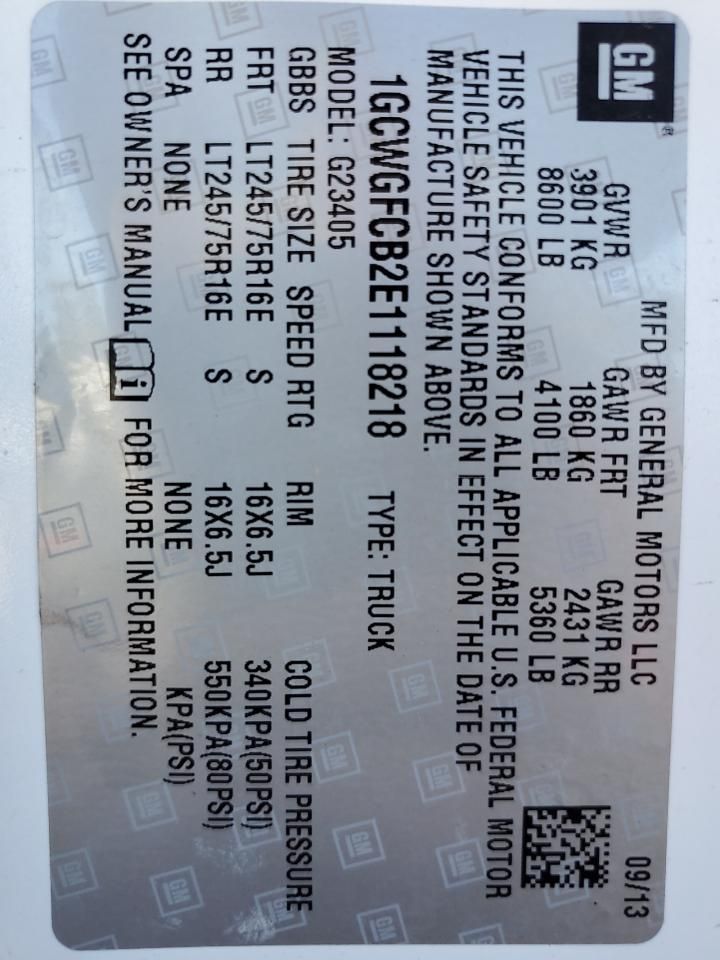 GM
MFD BY GENERAL MOTORS LLC 09/13
GVWR GAWR FRT GAWR RR
3901 KG 1860 KG 2431 KG
8600 LB 4100 LB 5360 LB
THIS VEHICLE CONFORMS TO ALL APPLICABLE U.S. FEDERAL MOTOR
VEHICLE SAFETY STANDARDS IN EFFECT ON THE DATE OF
MANUFACTURE SHOWN ABOVE.
1GCWGFCB2E1118218 TYPE: TRUCK
MODEL: G23405
GBBS TIRE SIZE SPEED RTG RIM COLD TIRE PRESSURE
FRT LT245/75R16E S 16X6.5J 340KPA(50PSI)
RR LT245/75R16E S 16X6.5J 550KPA(80PSI)
SPA NONE NONE KPA(PSI)
SEE OWNER'S MANUAL i FOR MORE INFORMATION.